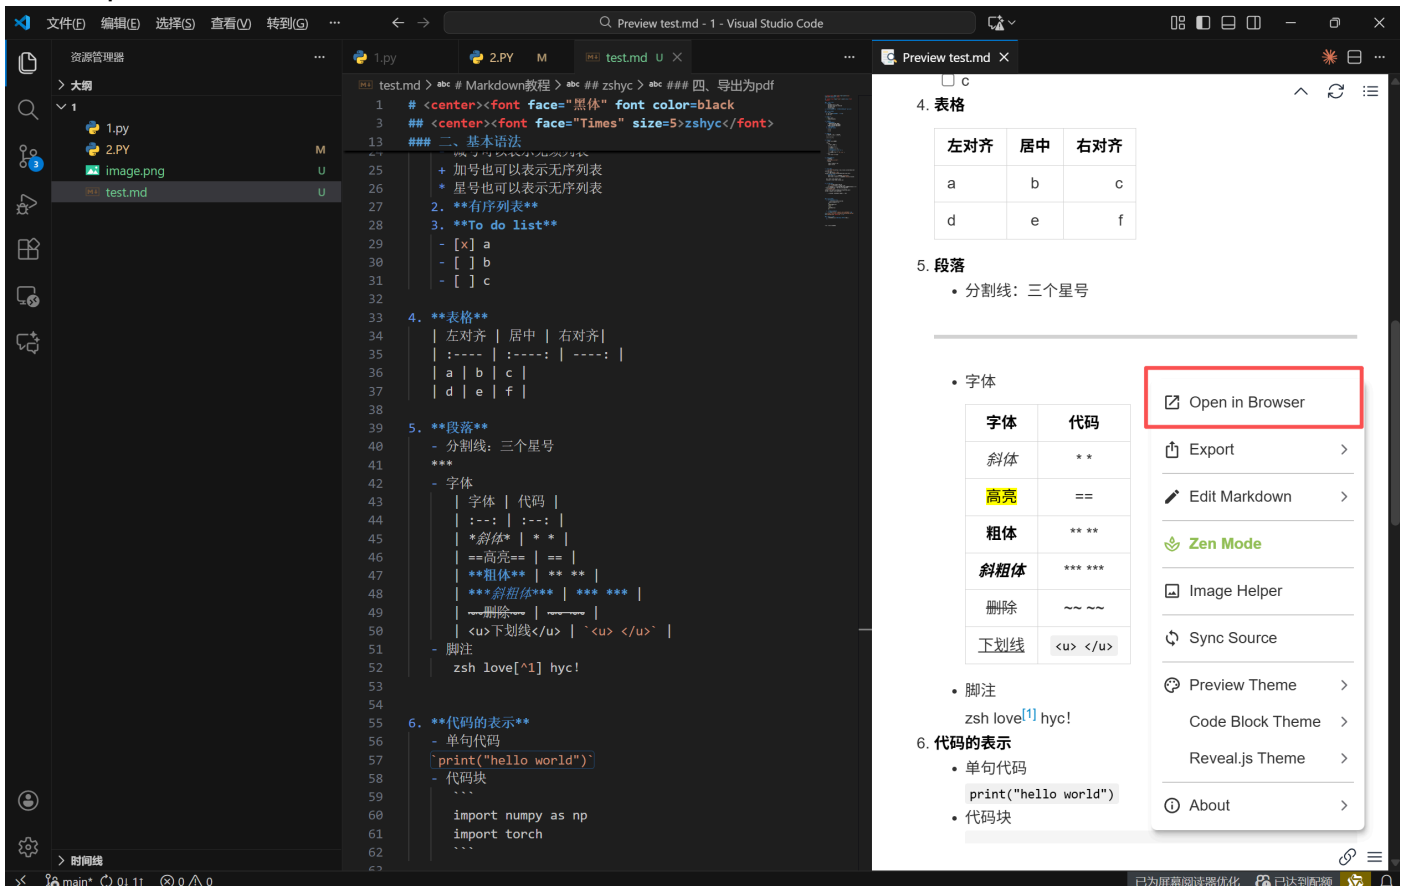 文件(F) 编辑(E) 选择(S) 查看(V) 转到(G) ···
Preview test.md - 1 - Visual Studio Code
资源管理器 ···
大纲
1
1.py
2.PY M
image.png U
test.md U
时间线
1.py
2.PY M
test.md U
···
test.md > # Markdown教程 > ## zshyc > ### 四、导出为pdf
1 # <center><font face="黑体" font color=black
3 ## <center><font face="Times" size=5>zshyc</font>
13 ### 二、基本语法
25 + 加号也可以表示无序列表
26 * 星号也可以表示无序列表
27 2. **有序列表**
28 3. **To do list**
29 - [x] a
30 - [ ] b
31 - [ ] c
32
33 4. **表格**
34 | 左对齐 | 居中 | 右对齐|
35 | :---- | :----: | ----: |
36 | a | b | c |
37 | d | e | f |
38
39 5. **段落**
40 - 分割线: 三个星号
41 ***
42 - 字体
43 | 字体 | 代码 |
44 | :--: | :--: |
45 | *斜体* | * * |
46 | ==高亮== | == |
47 | **粗体** | ** ** |
48 | ***斜粗体*** | *** *** |
49 | ~~删除~~ | ~~ ~~ |
50 | <u>下划线</u> | `<u> </u>` |
51 - 脚注
52 zsh love[^1] hyc!
53
54
55 6. **代码的表示**
56 - 单句代码
57 `print("hello world")`
58 - 代码块
59 ```
60 import numpy as np
61 import torch
62 ```
Preview test.md
···
c
4. 表格
左对齐 居中 右对齐
a b c
d e f
5. 段落
• 分割线：三个星号
• 字体
字体 代码
斜体 * *
高亮 ==
粗体 ** **
斜粗体 *** ***
删除 ~~ ~~
下划线 <u> </u>
• 脚注
zsh love[1] hyc!
6. 代码的表示
• 单句代码
print("hello world")
• 代码块
Open in Browser
Export
Edit Markdown
Zen Mode
Image Helper
Sync Source
Preview Theme
Code Block Theme
Reveal.js Theme
About
3
main* 0↓ 1↑ 0 0
已为屏幕阅读器优化 已达到配额